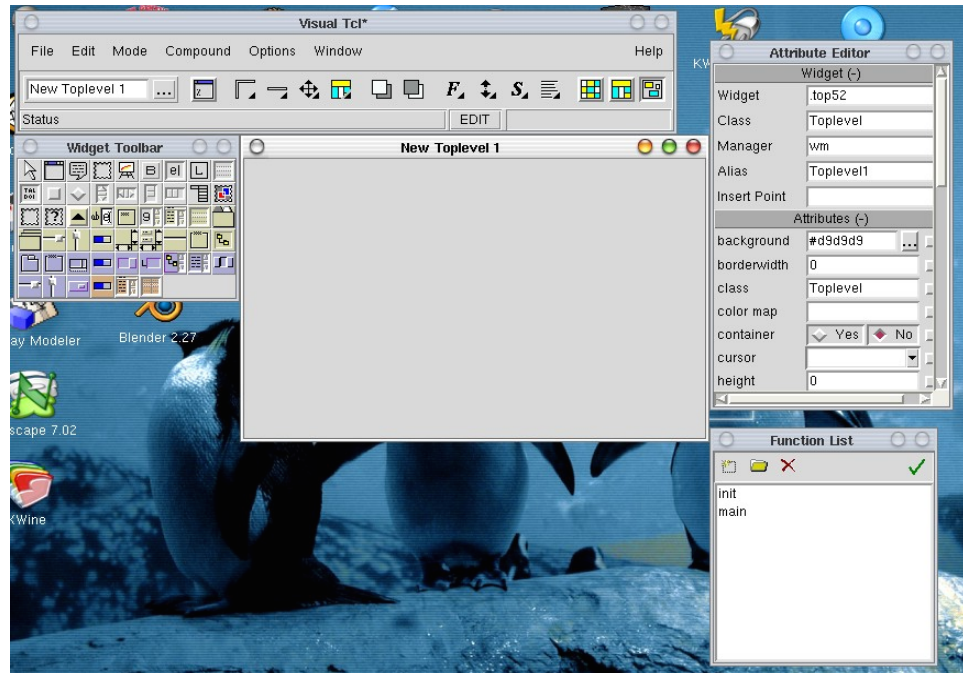 Visual Tcl*
File Edit Mode Compound Options Window Help
New Toplevel 1 ...
Status EDIT
Widget Toolbar
New Toplevel 1
Attribute Editor
Widget (-)
Widget .top52
Class Toplevel
Manager wm
Alias Toplevel1
Insert Point
Attributes (-)
background #d9d9d9 ...
borderwidth 0
class Toplevel
color map
container Yes No
cursor
height 0
ay Modeler
Blender 2.27
scape 7.02
KWine
Function List
init
main